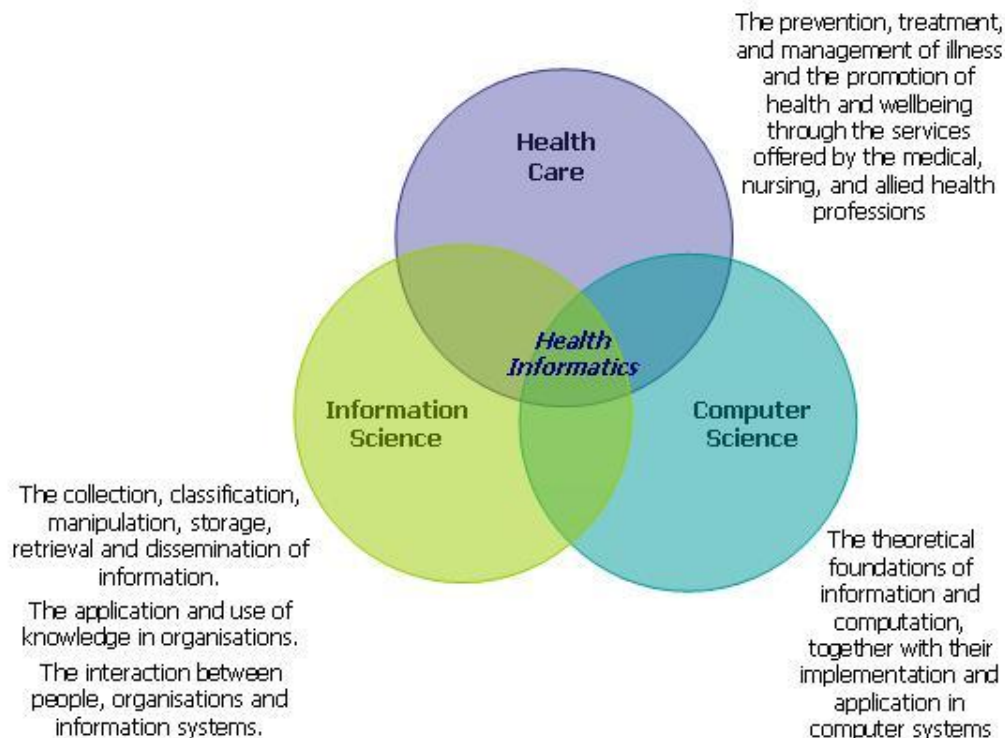 The prevention, treatment,
and management of illness
and the promotion of
health and wellbeing
through the services
offered by the medical,
nursing, and allied health
professions
Health
Care
Health
Informatics
Information
Science
Computer
Science
The collection, classification,
manipulation, storage,
retrieval and dissemination of
information.
The application and use of
knowledge in organisations.
The interaction between
people, organisations and
information systems.
The theoretical
foundations of
information and
computation,
together with their
implementation and
application in
computer systems